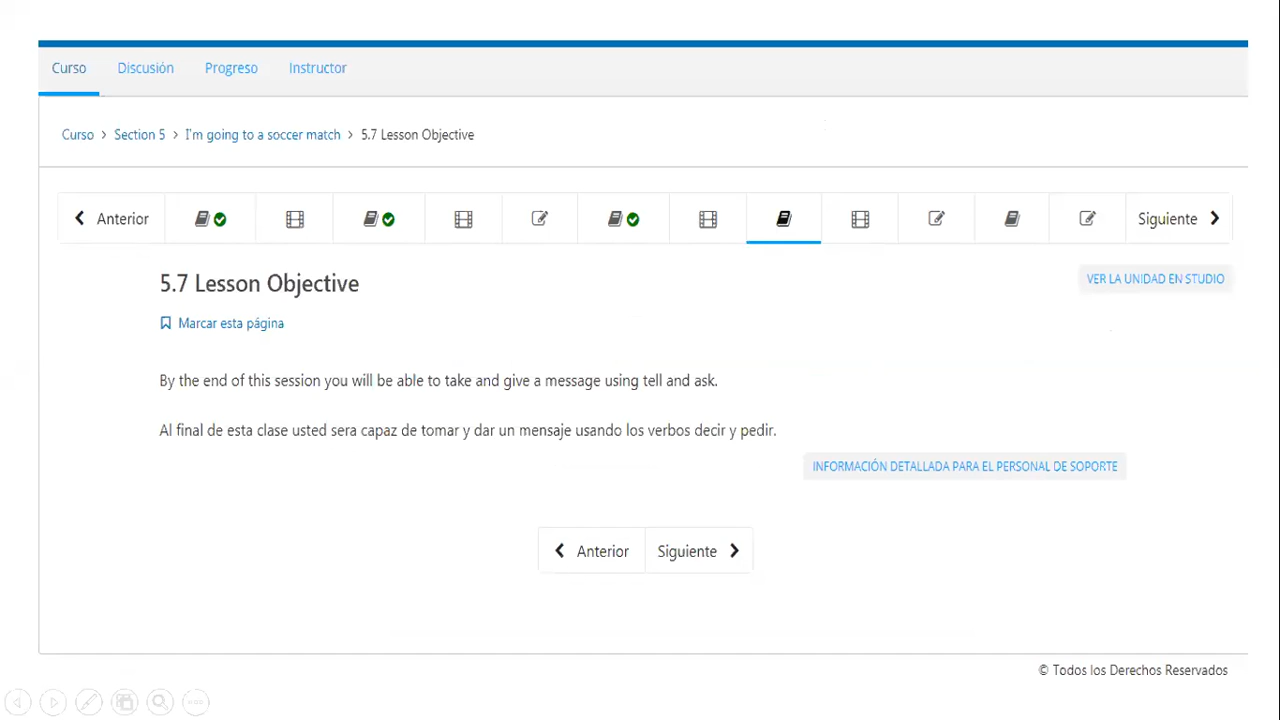 Curso Discusión Progreso Instructor
Curso > Section 5 > I'm going to a soccer match > 5.7 Lesson Objective
Anterior Siguiente
5.7 Lesson Objective
VER LA UNIDAD EN STUDIO
Marcar esta página
By the end of this session you will be able to take and give a message using tell and ask.
Al final de esta clase usted sera capaz de tomar y dar un mensaje usando los verbos decir y pedir.
INFORMACIÓN DETALLADA PARA EL PERSONAL DE SOPORTE
Anterior Siguiente
© Todos los Derechos Reservados